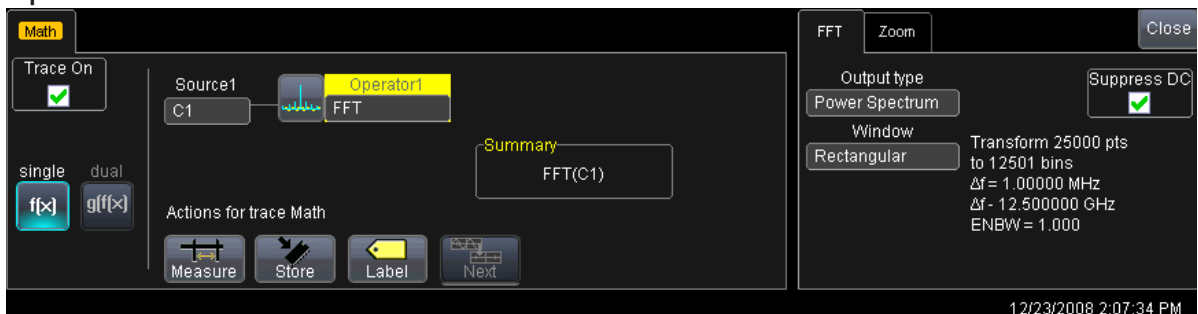 Math
FFT Zoom
Close
Trace On
Source1
C1
Operator1
FFT
Output type
Power Spectrum
Suppress DC
Window
Rectangular
Transform 25000 pts
to 12501 bins
Δf = 1.00000 MHz
Δf - 12.500000 GHz
ENBW = 1.000
Summary
FFT(C1)
single dual
f(x) g(f(x)
Actions for trace Math
Measure Store Label Next
12/23/2008 2:07:34 PM